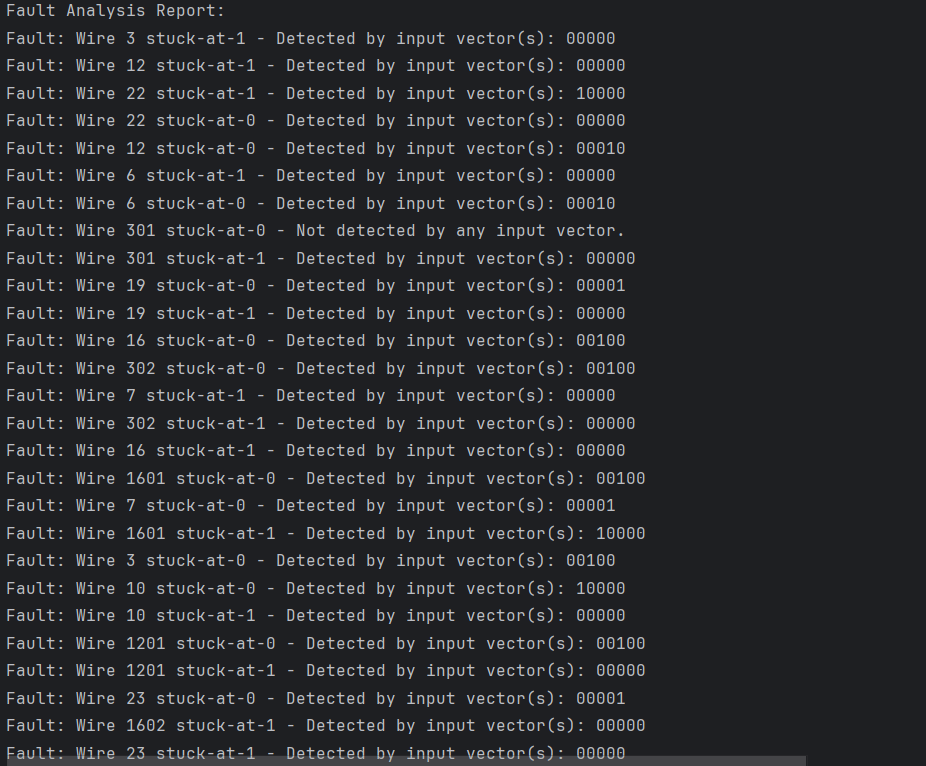 Fault Analysis Report:
Fault: Wire 3 stuck-at-1 - Detected by input vector(s): 00000
Fault: Wire 12 stuck-at-1 - Detected by input vector(s): 00000
Fault: Wire 22 stuck-at-1 - Detected by input vector(s): 10000
Fault: Wire 22 stuck-at-0 - Detected by input vector(s): 00000
Fault: Wire 12 stuck-at-0 - Detected by input vector(s): 00010
Fault: Wire 6 stuck-at-1 - Detected by input vector(s): 00000
Fault: Wire 6 stuck-at-0 - Detected by input vector(s): 00010
Fault: Wire 301 stuck-at-0 - Not detected by any input vector.
Fault: Wire 301 stuck-at-1 - Detected by input vector(s): 00000
Fault: Wire 19 stuck-at-0 - Detected by input vector(s): 00001
Fault: Wire 19 stuck-at-1 - Detected by input vector(s): 00000
Fault: Wire 16 stuck-at-0 - Detected by input vector(s): 00100
Fault: Wire 302 stuck-at-0 - Detected by input vector(s): 00100
Fault: Wire 7 stuck-at-1 - Detected by input vector(s): 00000
Fault: Wire 302 stuck-at-1 - Detected by input vector(s): 00000
Fault: Wire 16 stuck-at-1 - Detected by input vector(s): 00000
Fault: Wire 1601 stuck-at-0 - Detected by input vector(s): 00100
Fault: Wire 7 stuck-at-0 - Detected by input vector(s): 00001
Fault: Wire 1601 stuck-at-1 - Detected by input vector(s): 10000
Fault: Wire 3 stuck-at-0 - Detected by input vector(s): 00100
Fault: Wire 10 stuck-at-0 - Detected by input vector(s): 10000
Fault: Wire 10 stuck-at-1 - Detected by input vector(s): 00000
Fault: Wire 1201 stuck-at-0 - Detected by input vector(s): 00100
Fault: Wire 1201 stuck-at-1 - Detected by input vector(s): 00000
Fault: Wire 23 stuck-at-0 - Detected by input vector(s): 00001
Fault: Wire 1602 stuck-at-1 - Detected by input vector(s): 00000
Fault: Wire 23 stuck-at-1 - Detected by input vector(s): 00000